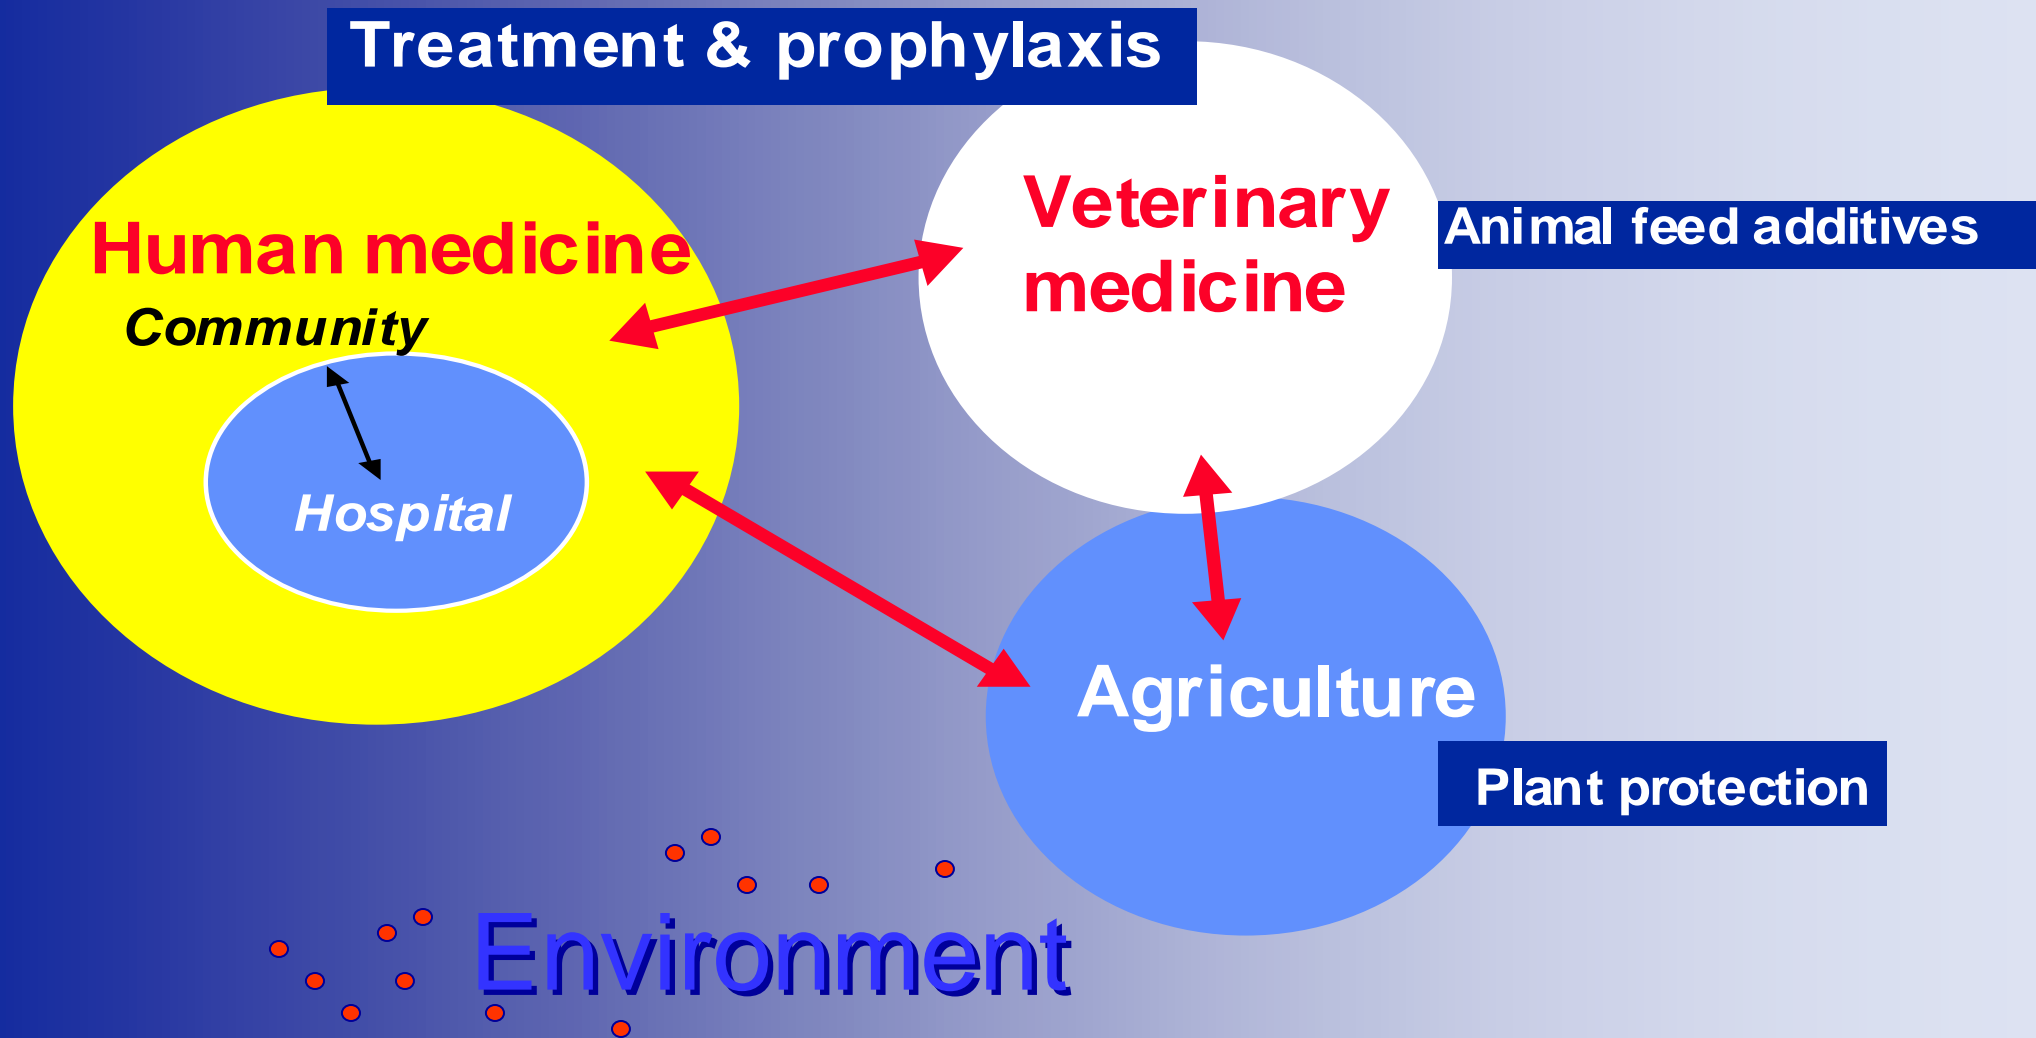 Treatment & prophylaxis
Veterinary
medicine
Animal feed additives
Human medicine
Community
Hospital
Agriculture
Plant protection
Environment